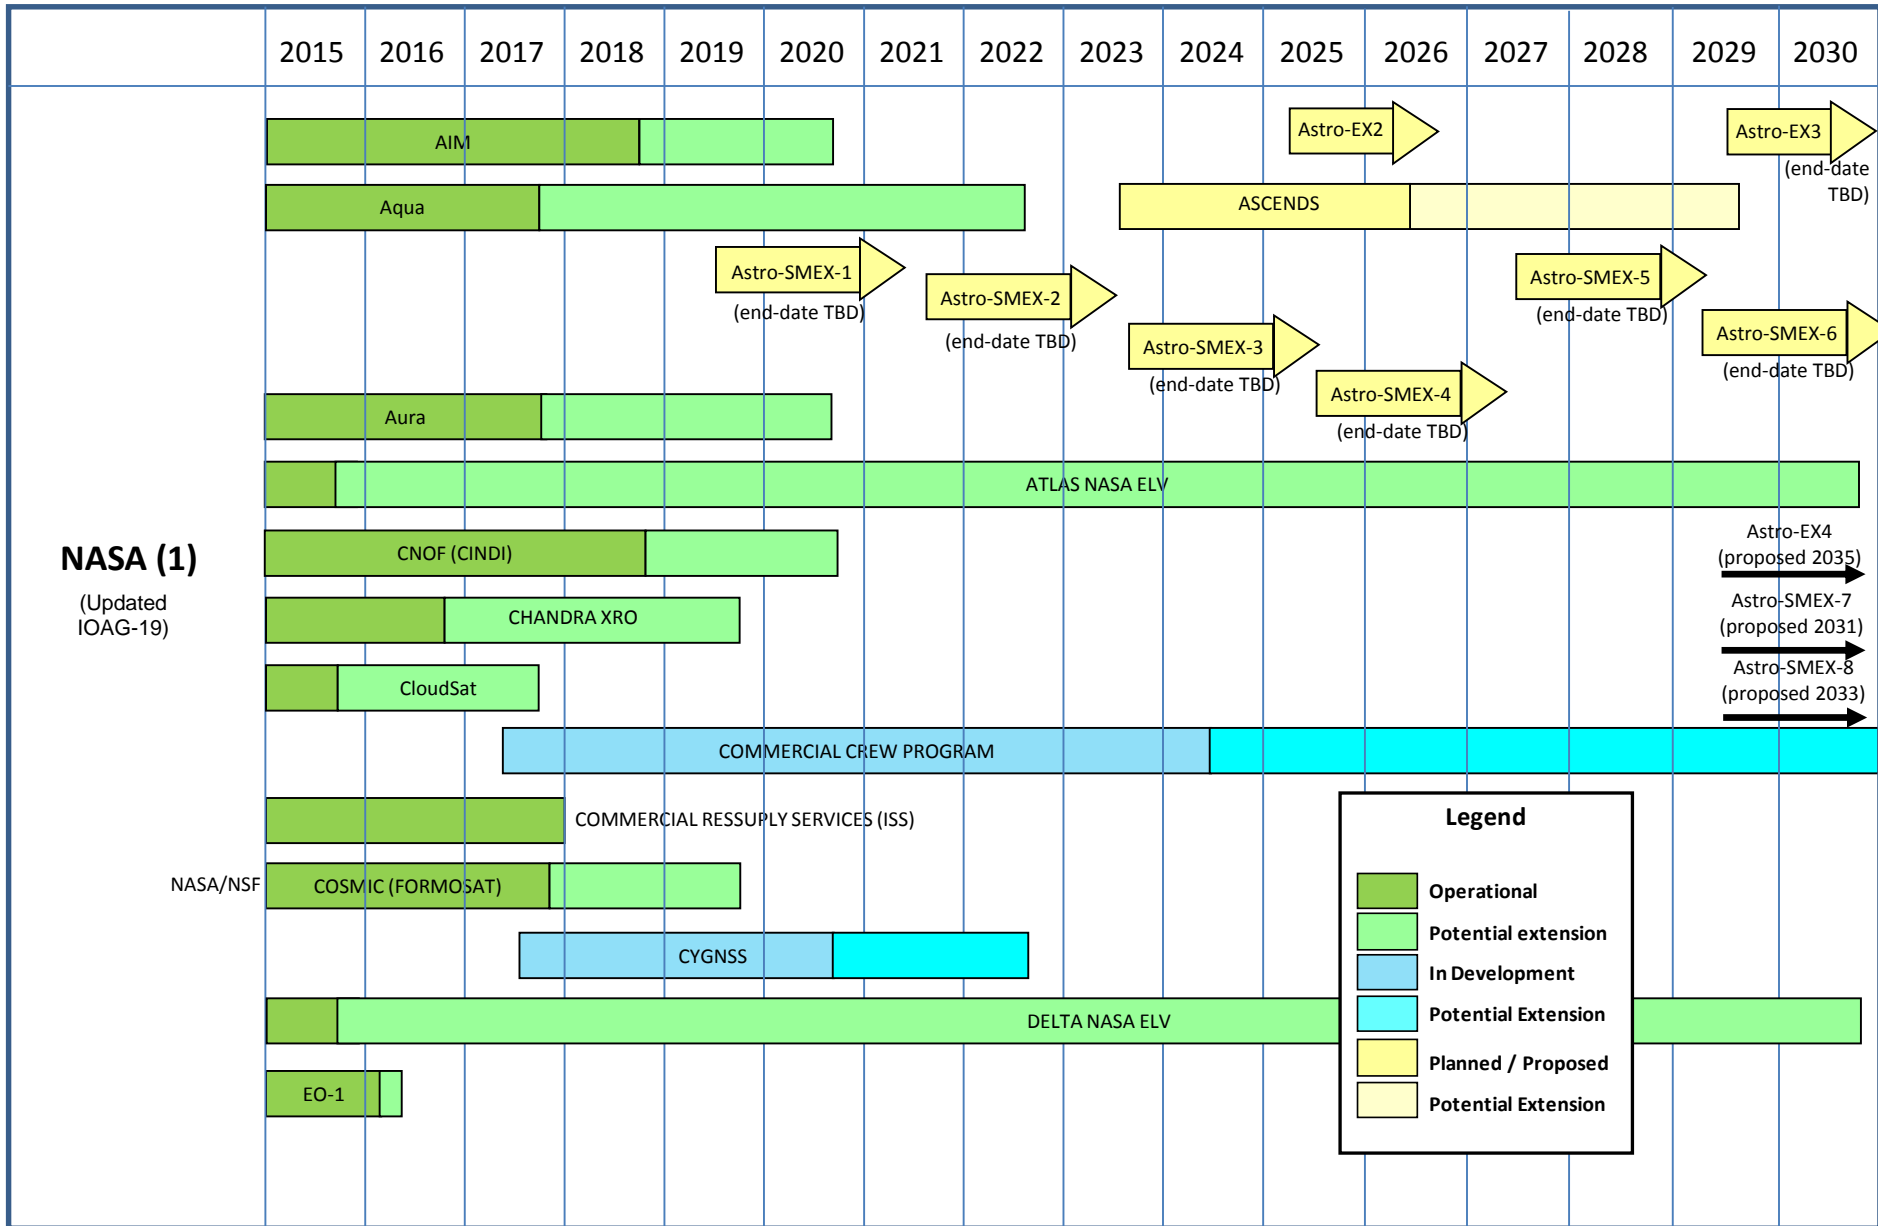 2015 2016 2017 2018 2019 2020 2021 2022 2023 2024 2025 2026 2027 2028 2029 2030
AIM
Astro-EX2
Astro-EX3
(end-date
TBD)
Aqua
ASCENDS
Astro-SMEX-1
(end-date TBD)
Astro-SMEX-2
(end-date TBD)
Astro-SMEX-3
(end-date TBD)
Astro-SMEX-4
(end-date TBD)
Astro-SMEX-5
(end-date TBD)
Astro-SMEX-6
(end-date TBD)
Aura
ATLAS NASA ELV
NASA (1)
(Updated
IOAG-19)
CNOF (CINDI)
Astro-EX4
(proposed 2035)
CHANDRA XRO
Astro-SMEX-7
(proposed 2031)
CloudSat
Astro-SMEX-8
(proposed 2033)
COMMERCIAL CREW PROGRAM
COMMERCIAL RESSUPLY SERVICES (ISS)
NASA/NSF
COSMIC (FORMOSAT)
CYGNSS
DELTA NASA ELV
EO-1
Legend
Operational
Potential extension
In Development
Potential Extension
Planned / Proposed
Potential Extension